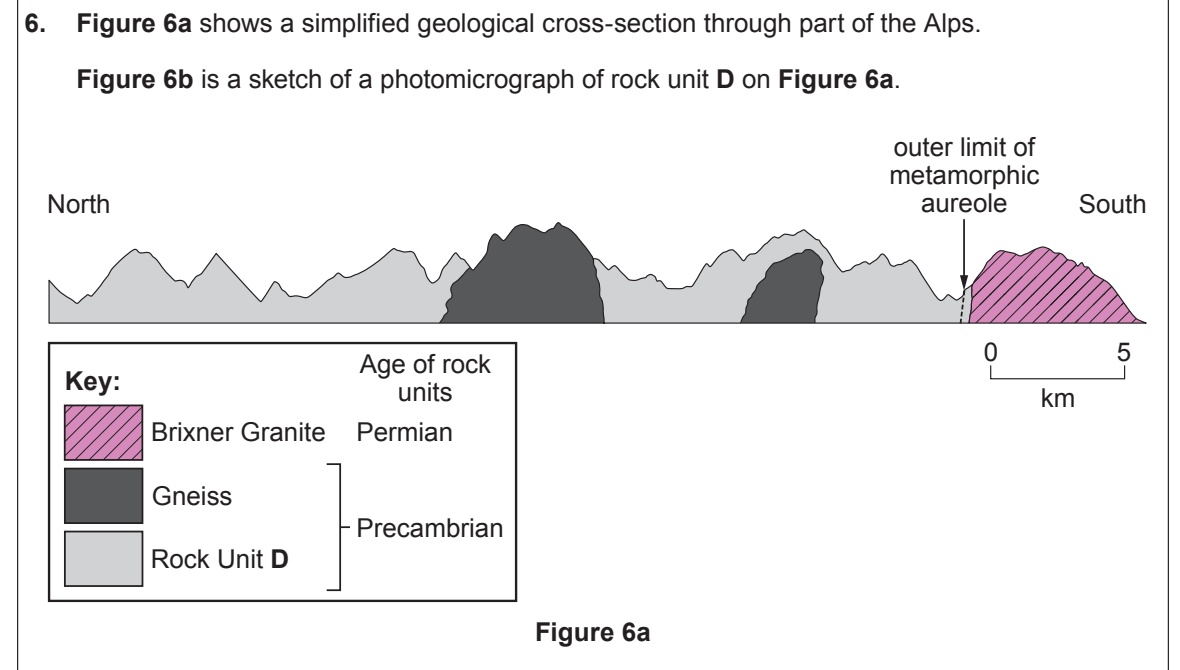 6. Figure 6a shows a simplified geological cross-section through part of the Alps.
Figure 6b is a sketch of a photomicrograph of rock unit D on Figure 6a.
outer limit of
metamorphic
aureole
North
South
0 5
km
Key:
Age of rock
units
Brixner Granite Permian
Gneiss
Precambrian
Rock Unit D
Figure 6a